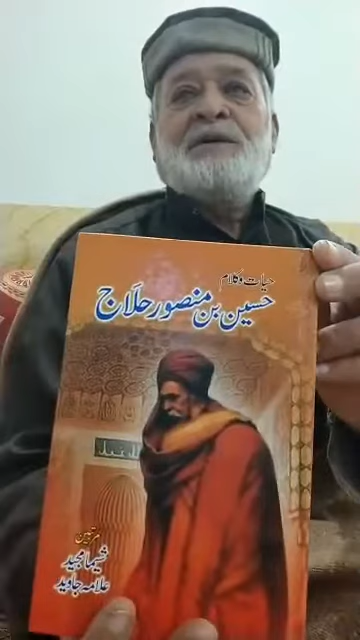 حیات و کلام
حسین بن منصور حلاج
مرتبین
شیما مجید
علامہ جاوید